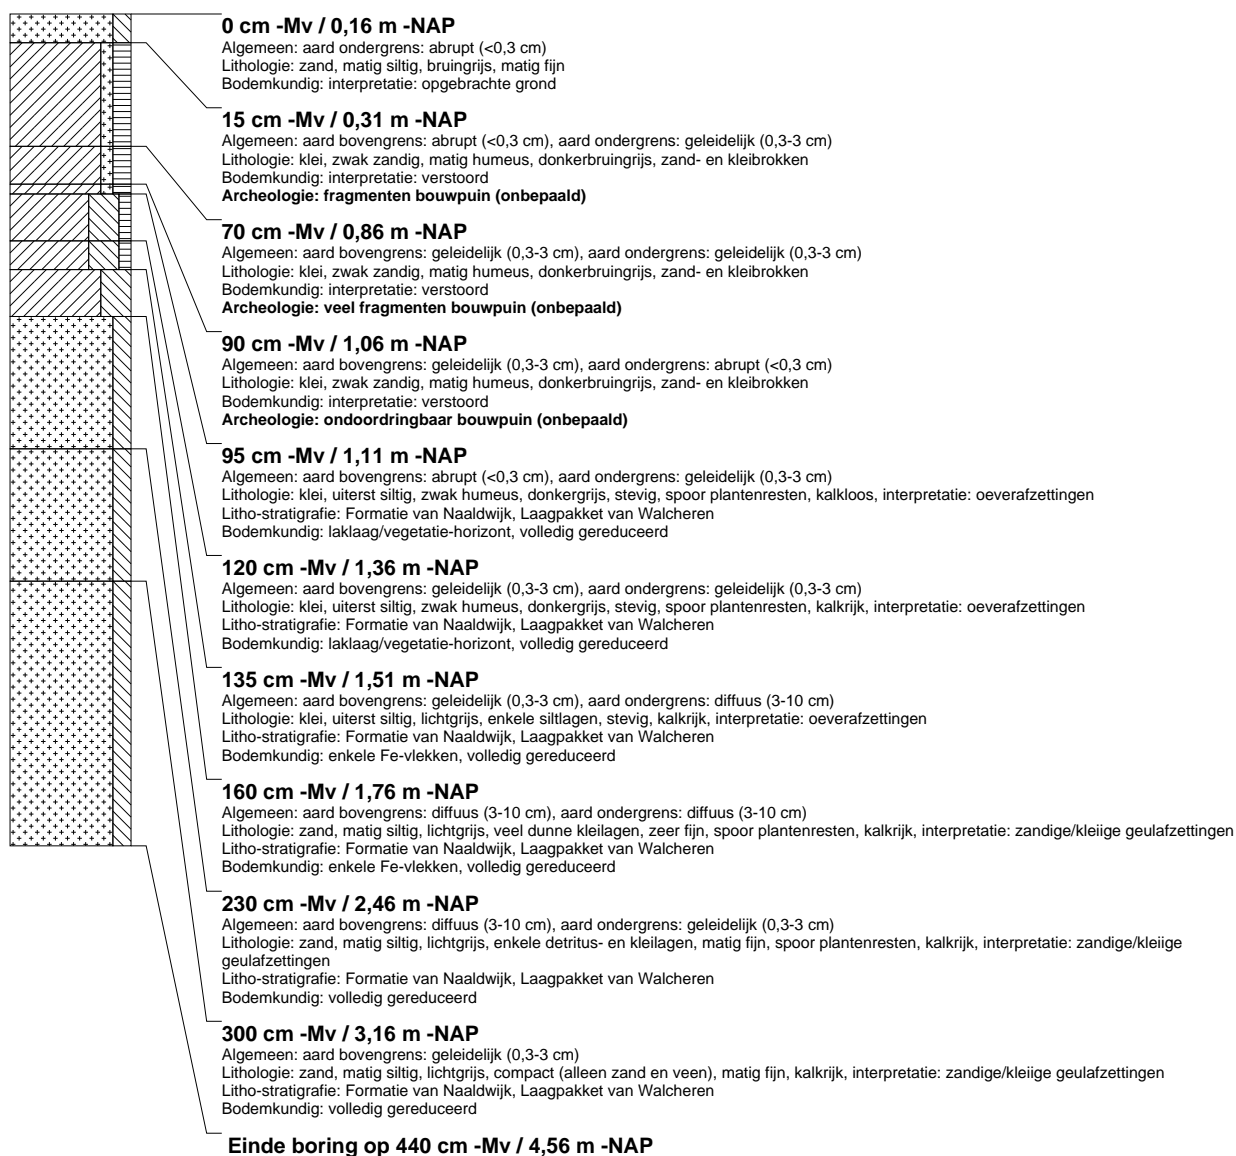 0 cm -Mv / 0,16 m -NAP
Algemeen: aard ondergrens: abrupt (<0,3 cm)
Lithologie: zand, matig siltig, bruingrijs, matig fijn
Bodemkundig: interpretatie: opgebrachte grond
15 cm -Mv / 0,31 m -NAP
Algemeen: aard bovengrens: abrupt (<0,3 cm), aard ondergrens: geleidelijk (0,3-3 cm)
Lithologie: klei, zwak zandig, matig humeus, donkerbruingrijs, zand- en kleibrokken
Bodemkundig: interpretatie: verstoord
Archeologie: fragmenten bouwpuin (onbepaald)
70 cm -Mv / 0,86 m -NAP
Algemeen: aard bovengrens: geleidelijk (0,3-3 cm), aard ondergrens: geleidelijk (0,3-3 cm)
Lithologie: klei, zwak zandig, matig humeus, donkerbruingrijs, zand- en kleibrokken
Bodemkundig: interpretatie: verstoord
Archeologie: veel fragmenten bouwpuin (onbepaald)
90 cm -Mv / 1,06 m -NAP
Algemeen: aard bovengrens: geleidelijk (0,3-3 cm), aard ondergrens: abrupt (<0,3 cm)
Lithologie: klei, zwak zandig, matig humeus, donkerbruingrijs, zand- en kleibrokken
Bodemkundig: interpretatie: verstoord
Archeologie: ondoordringbaar bouwpuin (onbepaald)
95 cm -Mv / 1,11 m -NAP
Algemeen: aard bovengrens: abrupt (<0,3 cm), aard ondergrens: geleidelijk (0,3-3 cm)
Lithologie: klei, uiterst siltig, zwak humeus, donkergrijs, stevig, spoor plantenresten, kalkloos, interpretatie: oeverafzettingen
Litho-stratigrafie: Formatie van Naaldwijk, Laagpakket van Walcheren
Bodemkundig: laklaag/vegetatie-horizont, volledig gereduceerd
120 cm -Mv / 1,36 m -NAP
Algemeen: aard bovengrens: geleidelijk (0,3-3 cm), aard ondergrens: geleidelijk (0,3-3 cm)
Lithologie: klei, uiterst siltig, zwak humeus, donkergrijs, stevig, spoor plantenresten, kalkrijk, interpretatie: oeverafzettingen
Litho-stratigrafie: Formatie van Naaldwijk, Laagpakket van Walcheren
Bodemkundig: laklaag/vegetatie-horizont, volledig gereduceerd
135 cm -Mv / 1,51 m -NAP
Algemeen: aard bovengrens: geleidelijk (0,3-3 cm), aard ondergrens: diffuus (3-10 cm)
Lithologie: klei, uiterst siltig, lichtgrijs, enkele siltlagen, stevig, kalkrijk, interpretatie: oeverafzettingen
Litho-stratigrafie: Formatie van Naaldwijk, Laagpakket van Walcheren
Bodemkundig: enkele Fe-vlekken, volledig gereduceerd
160 cm -Mv / 1,76 m -NAP
Algemeen: aard bovengrens: diffuus (3-10 cm), aard ondergrens: diffuus (3-10 cm)
Lithologie: zand, matig siltig, lichtgrijs, veel dunne kleilagen, zeer fijn, spoor plantenresten, kalkrijk, interpretatie: zandige/kleiige geulafzettingen
Litho-stratigrafie: Formatie van Naaldwijk, Laagpakket van Walcheren
Bodemkundig: enkele Fe-vlekken, volledig gereduceerd
230 cm -Mv / 2,46 m -NAP
Algemeen: aard bovengrens: diffuus (3-10 cm), aard ondergrens: geleidelijk (0,3-3 cm)
Lithologie: zand, matig siltig, lichtgrijs, enkele detritus- en kleilagen, matig fijn, spoor plantenresten, kalkrijk, interpretatie: zandige/kleiige
geulafzettingen
Litho-stratigrafie: Formatie van Naaldwijk, Laagpakket van Walcheren
Bodemkundig: volledig gereduceerd
300 cm -Mv / 3,16 m -NAP
Algemeen: aard bovengrens: geleidelijk (0,3-3 cm)
Lithologie: zand, matig siltig, lichtgrijs, compact (alleen zand en veen), matig fijn, kalkrijk, interpretatie: zandige/kleiige geulafzettingen
Litho-stratigrafie: Formatie van Naaldwijk, Laagpakket van Walcheren
Bodemkundig: volledig gereduceerd
Einde boring op 440 cm -Mv / 4,56 m -NAP